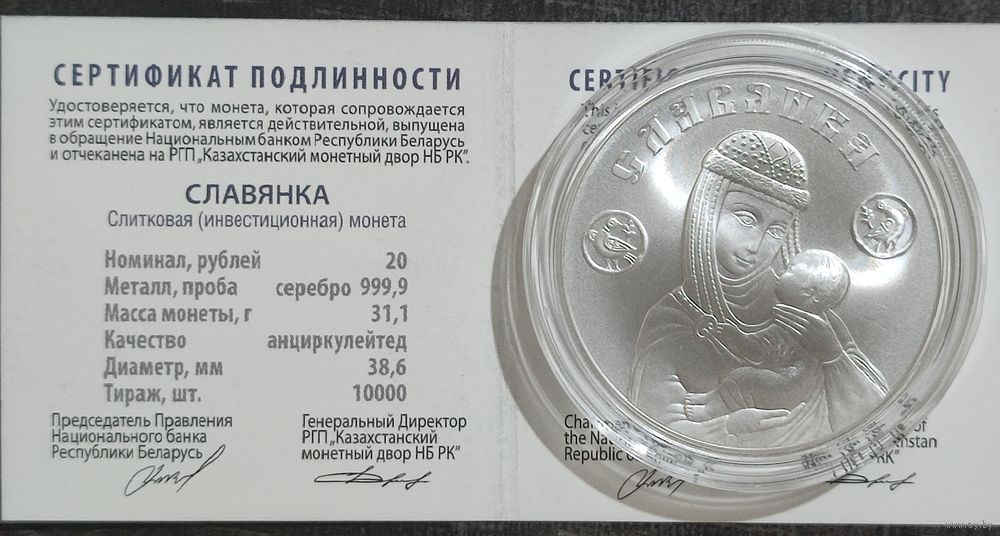 СЕРТИФИКАТ ПОДЛИННОСТИ
Удостоверяется, что монета, которая сопровождается
этим сертификатом, является действительной, выпущена
в обращение Национальным банком Республики Беларусь
и отчеканена на РГП „Казахстанский монетный двор НБ РК”.
СЛАВЯНКА
Слитковая (инвестиционная) монета
Номинал, рублей 20
Металл, проба серебро 999,9
Масса монеты, г 31,1
Качество анциркулейтед
Диаметр, мм 38,6
Тираж, шт. 10000
Председатель Правления
Национального банка
Республики Беларусь
Генеральный Директор
РГП „Казахстанский
монетный двор НБ РК”
СЛАВЯНКА
the
Republic